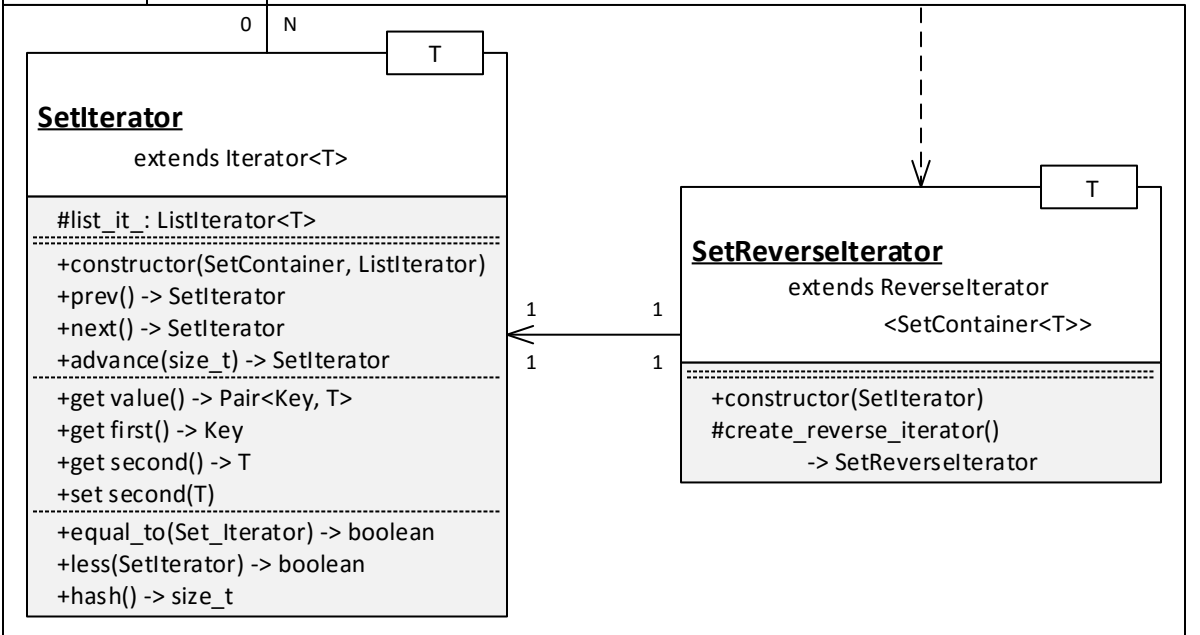 0 N
T
SetIterator
extends Iterator<T>
#list_it_: ListIterator<T>
+constructor(SetContainer, ListIterator)
+prev() -> SetIterator
+next() -> SetIterator
+advance(size_t) -> SetIterator
+get value() -> Pair<Key, T>
+get first() -> Key
+get second() -> T
+set second(T)
+equal_to(Set_Iterator) -> boolean
+less(SetIterator) -> boolean
+hash() -> size_t
1 1
1 1
T
SetReverseIterator
extends ReverseIterator
<SetContainer<T>>
+constructor(SetIterator)
#create_reverse_iterator()
-> SetReverseIterator